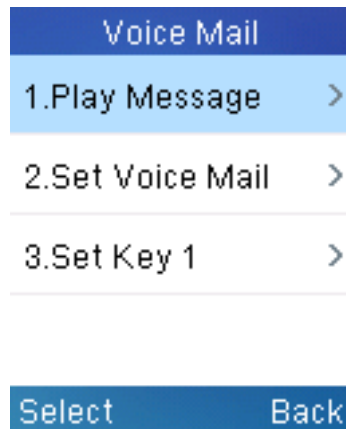 Voice Mail
1.Play Message >
2.Set Voice Mail >
3.Set Key 1 >
Select Back